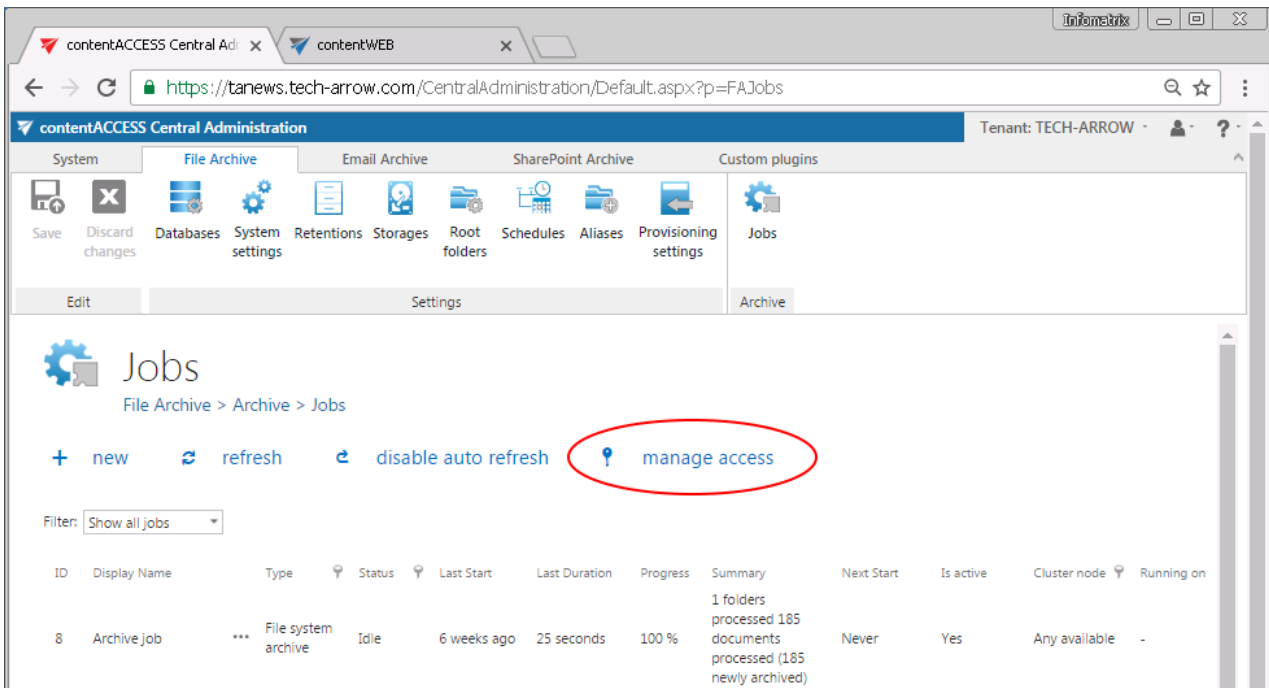 Infomatrix
contentACCESS Central Adr
contentWEB
https://tanews.tech-arrow.com/CentralAdministration/Default.aspx?p=FAJobs
contentACCESS Central Administration
Tenant: TECH-ARROW
?
System File Archive Email Archive SharePoint Archive Custom plugins
Save Discard changes Databases System settings Retentions Storages Root folders Schedules Aliases Provisioning settings Jobs
Edit Settings Archive
Jobs
File Archive > Archive > Jobs
+ new refresh disable auto refresh manage access
Filter: Show all jobs
ID Display Name Type Status Last Start Last Duration Progress Summary Next Start Is active Cluster node Running on
8 Archive job ••• File system archive Idle 6 weeks ago 25 seconds 100 % 1 folders processed 185 documents processed (185 newly archived) Never Yes Any available -